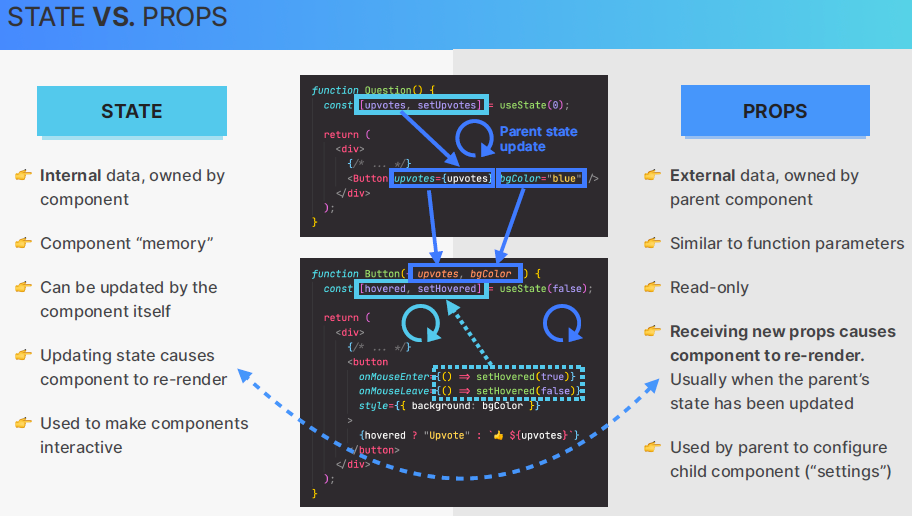 STATE VS. PROPS
STATE
👉 Internal data, owned by
component
👉 Component “memory”
👉 Can be updated by the
component itself
👉 Updating state causes
component to re-render
👉 Used to make components
interactive
function Question() {
const [upvotes, setUpvotes] = useState(0);
return (
<div>
{/* ... */}
<Button upvotes={upvotes} bgColor="blue" />
</div>
);
}
Parent state
update
function Button({ upvotes, bgColor }) {
const [hovered, setHovered] = useState(false);
return (
<div>
{/* ... */}
<button
onMouseEnter={() => setHovered(true)}
onMouseLeave={() => setHovered(false)}
style={{ background: bgColor }}
>
{hovered ? "Upvote" : `👍 ${upvotes}`}
</button>
</div>
);
}
PROPS
👉 External data, owned by
parent component
👉 Similar to function parameters
👉 Read-only
👉 Receiving new props causes
component to re-render.
Usually when the parent’s
state has been updated
👉 Used by parent to configure
child component (“settings”)